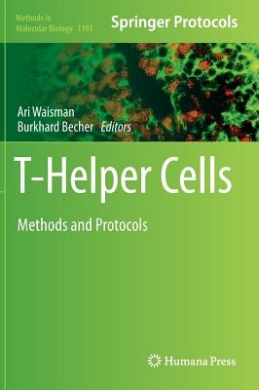 Methods in
Molecular Biology 1193
Springer Protocols
Ari Waisman
Burkhard Becher Editors
T-Helper Cells
Methods and Protocols
Humana Press